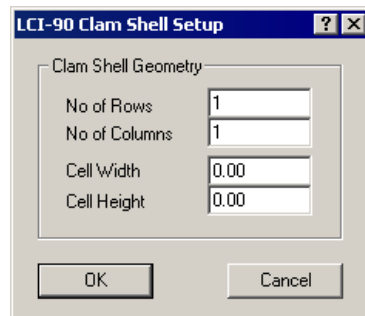 LCI-90 Clam Shell Setup
Clam Shell Geometry
No of Rows 1
No of Columns 1
Cell Width 0.00
Cell Height 0.00
OK Cancel